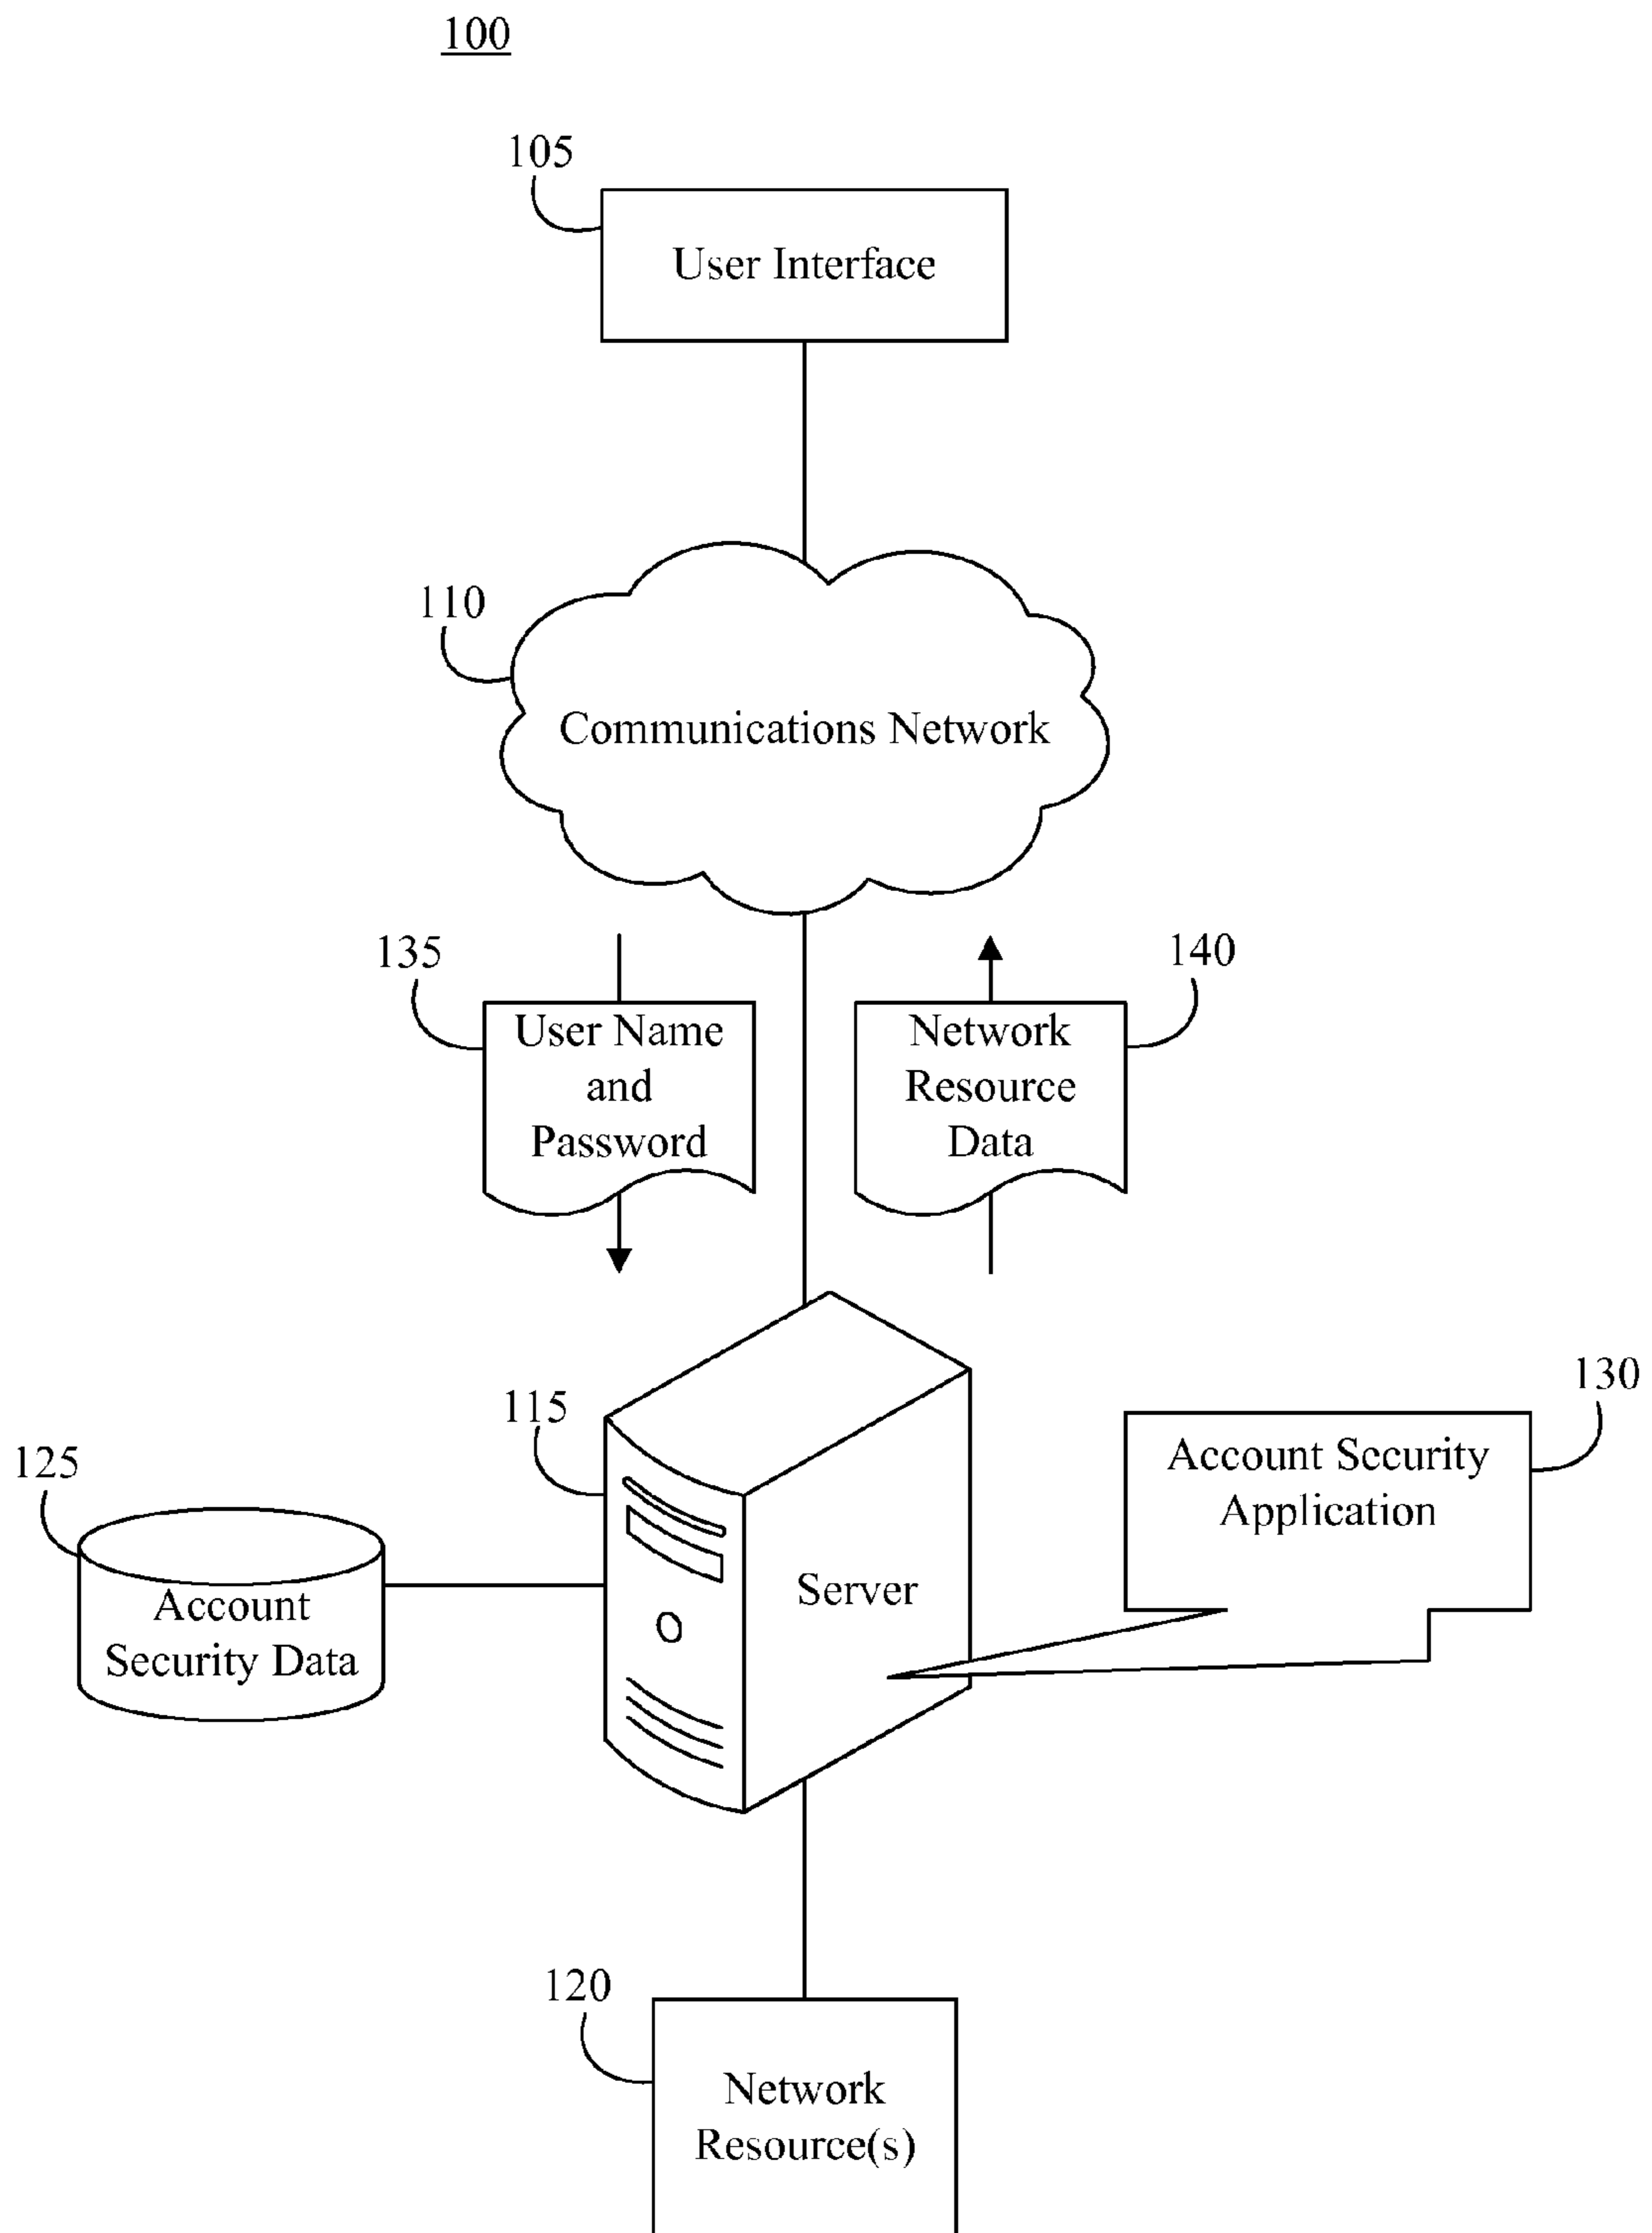 100
105
User Interface
110
Communications Network
135
140
User Name
and
Password
Network
Resource
Data
115
130
Account Security
Application
125
Account
Security Data
Server
120
Network
Resource(s)